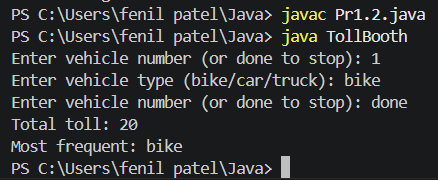 PS C:\Users\fenil patel\Java> javac Pr1.2.java
PS C:\Users\fenil patel\Java> java TollBooth
Enter vehicle number (or done to stop): 1
Enter vehicle type (bike/car/truck): bike
Enter vehicle number (or done to stop): done
Total toll: 20
Most frequent: bike
PS C:\Users\fenil patel\Java>